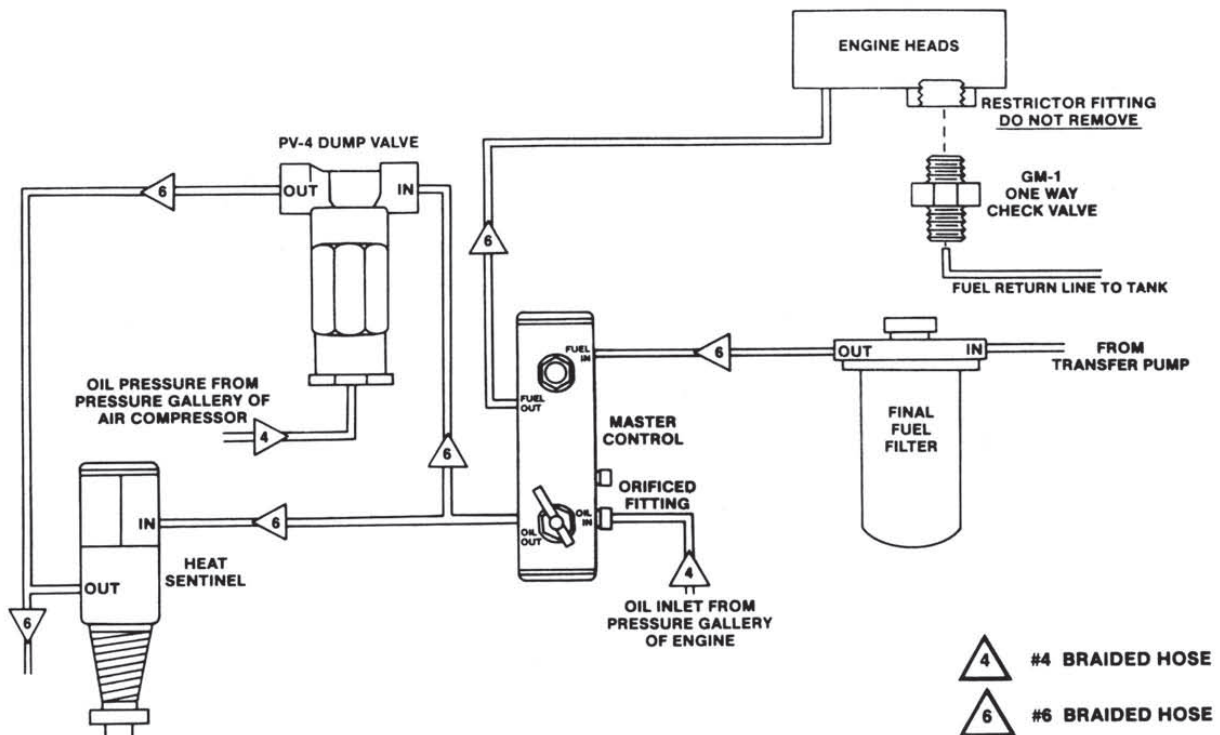 ENGINE HEADS
RESTRICTOR FITTING
DO NOT REMOVE
PV-4 DUMP VALVE
OUT
IN
6
GM-1
ONE WAY
CHECK VALVE
6
FUEL RETURN LINE TO TANK
FUEL
IN
6
OUT
IN
FROM
TRANSFER PUMP
OIL PRESSURE FROM
PRESSURE GALLERY OF
AIR COMPRESSOR
4
FUEL
OUT
MASTER
CONTROL
FINAL
FUEL
FILTER
6
ORIFICED
FITTING
IN
6
OIL
OUT
OIL
IN
HEAT
SENTINEL
OUT
4
6
OIL INLET FROM
PRESSURE GALLERY
OF ENGINE
4 #4 BRAIDED HOSE
6 #6 BRAIDED HOSE